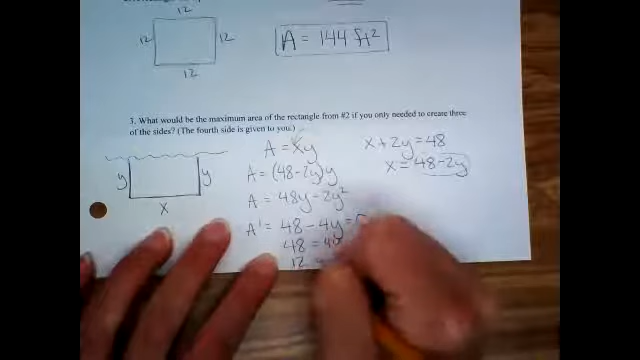 12
12 12
12
A = 144 ft²
3. What would be the maximum area of the rectangle from #2 if you only needed to create three
of the sides? (The fourth side is given to you.)
A = xy
x + 2y = 48
A = (48-2y)y
x = 48-2y
y y
x
A = 48y - 2y²
A' = 48 - 4y =
48 = 4y
12 =